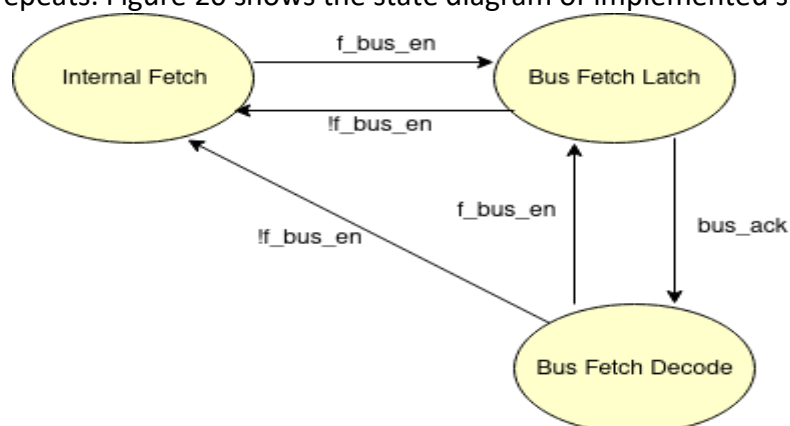 repeats. Figure 20 shows the state diagram of implemented s
f_bus_en
Internal Fetch
Bus Fetch Latch
!f_bus_en
f_bus_en
bus_ack
!f_bus_en
Bus Fetch Decode